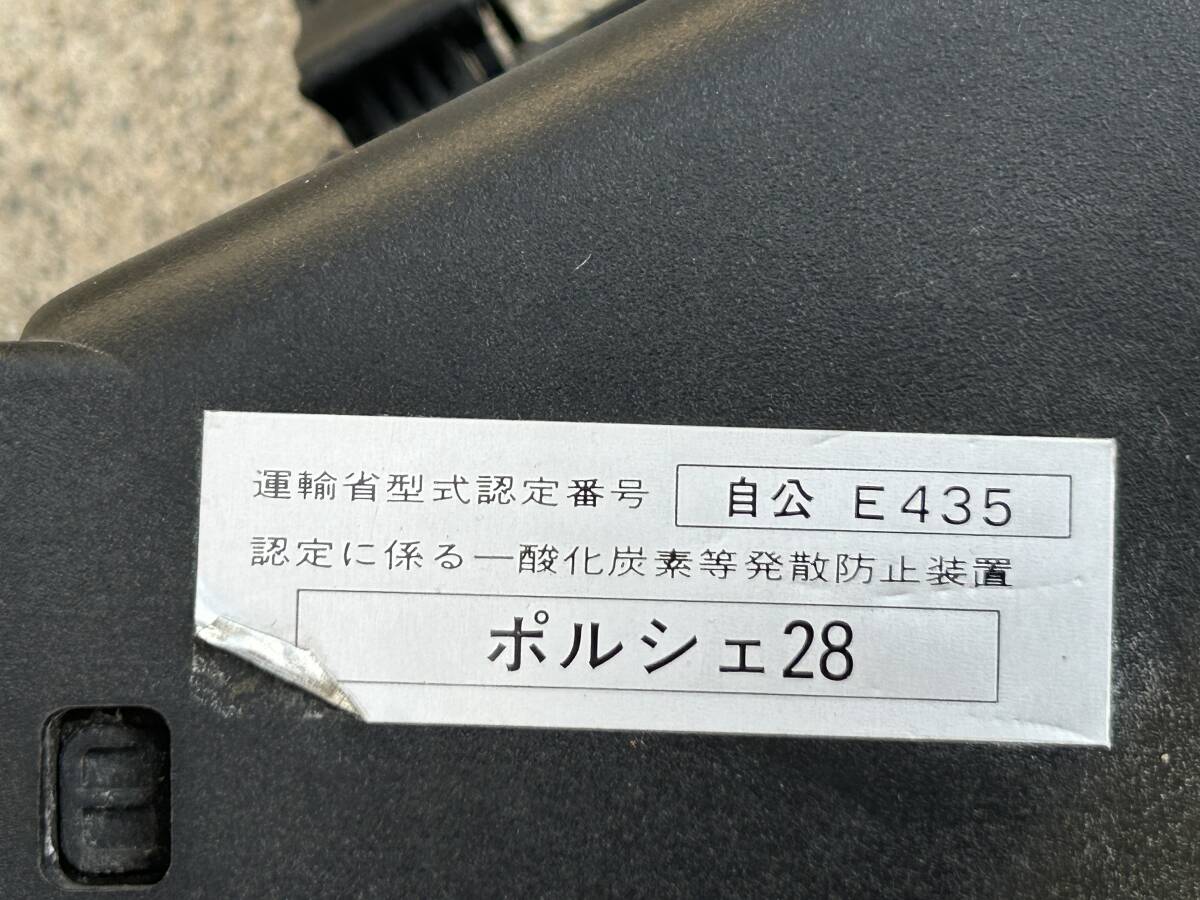 運輸省型式認定番号 自公 E435
認定に係る一酸化炭素等発散防止装置
ポルシェ28